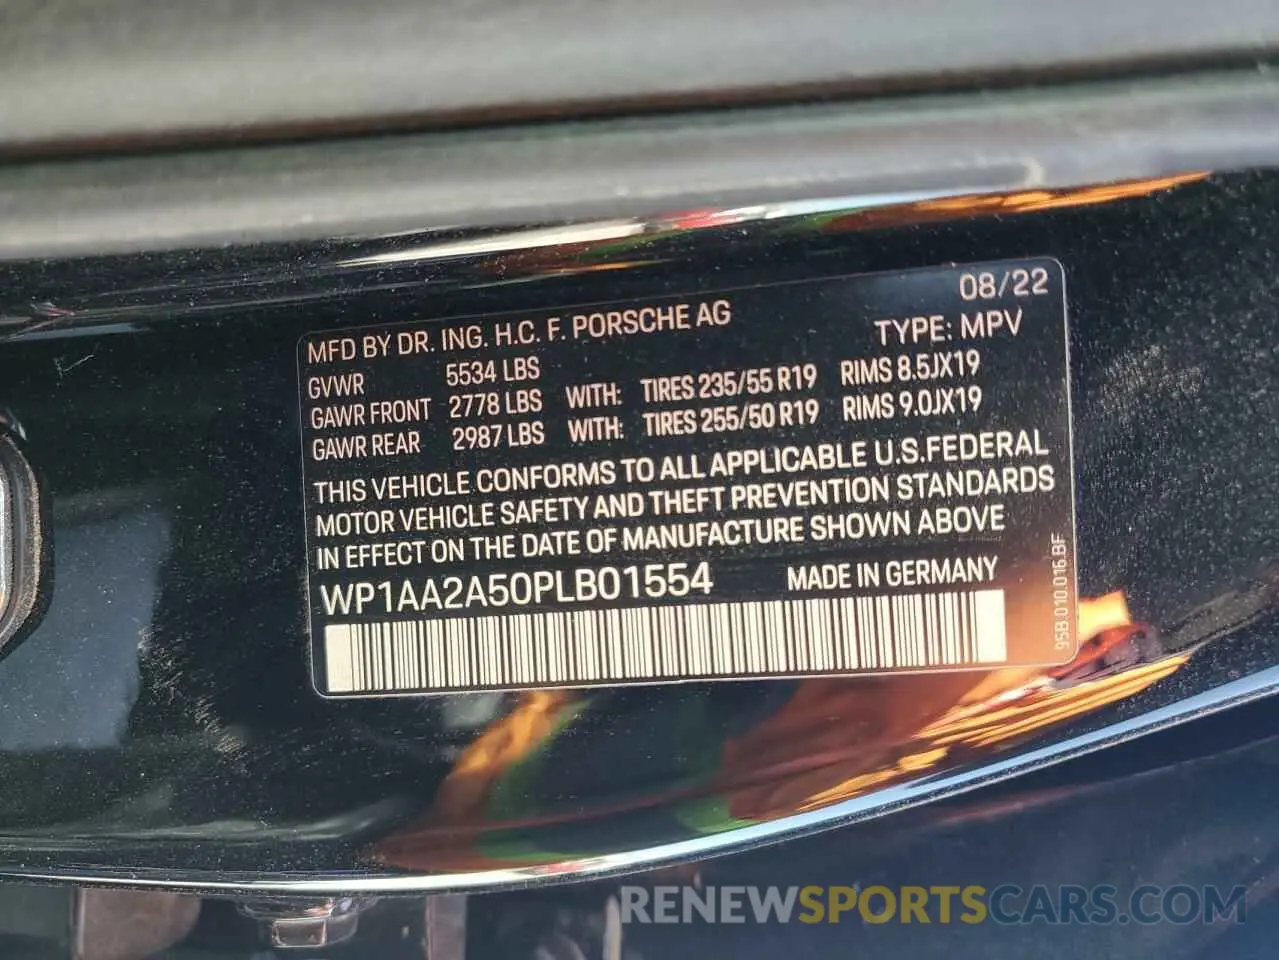 08/22
MFD BY DR. ING. H.C. F. PORSCHE AG
TYPE: MPV
GVWR 5534 LBS
GAWR FRONT 2778 LBS WITH: TIRES 235/55 R19 RIMS 8.5JX19
GAWR REAR 2987 LBS WITH: TIRES 255/50 R19 RIMS 9.0JX19
THIS VEHICLE CONFORMS TO ALL APPLICABLE U.S.FEDERAL
MOTOR VEHICLE SAFETY AND THEFT PREVENTION STANDARDS
IN EFFECT ON THE DATE OF MANUFACTURE SHOWN ABOVE
WP1AA2A50PLB01554 MADE IN GERMANY
95B.010.016.BF
RENEWSPORTSCARS.COM